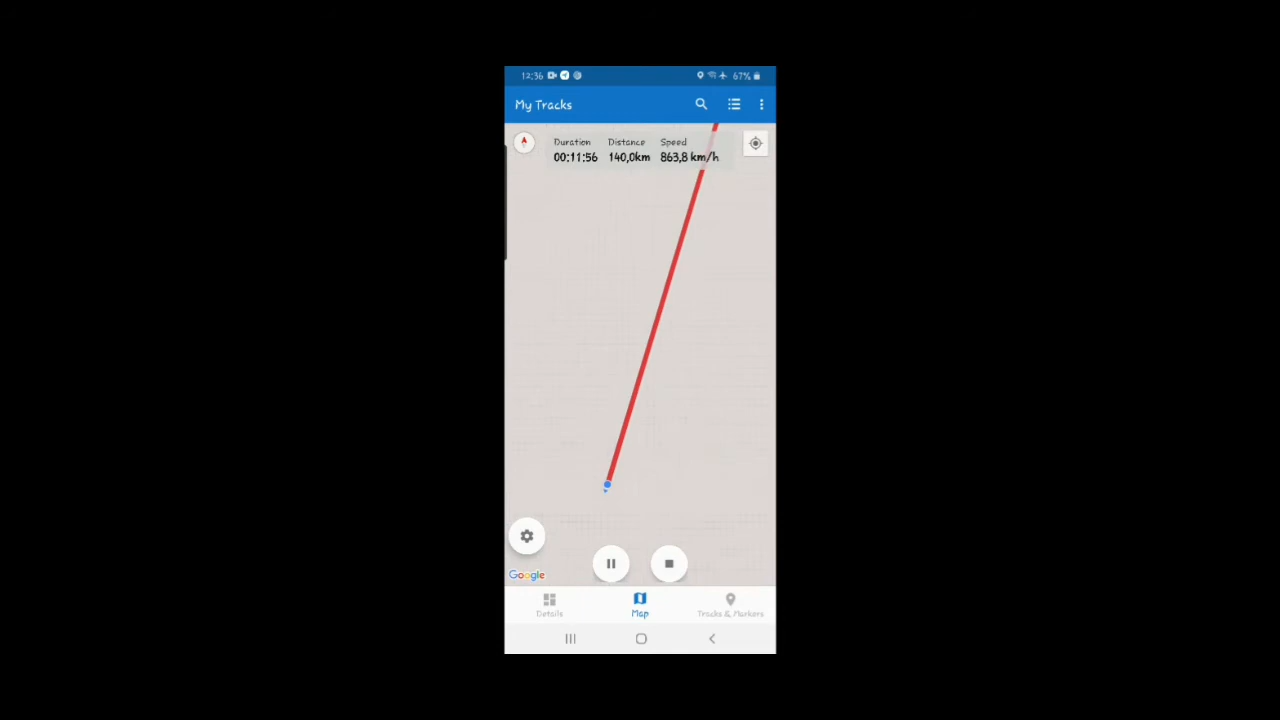 12:36 67%
My Tracks
Duration Distance Speed
00:11:56 140,0km 863,8 km/h
Google
Details Map Tracks & Markers